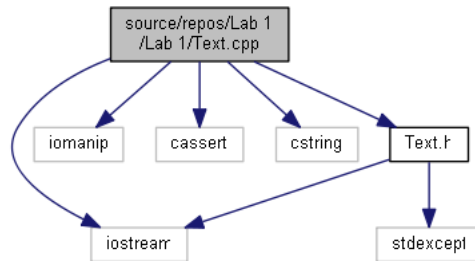 source/repos/Lab 1
/Lab 1/Text.cpp
iomanip
cassert
cstring
Text.h
iostream
stdexcept